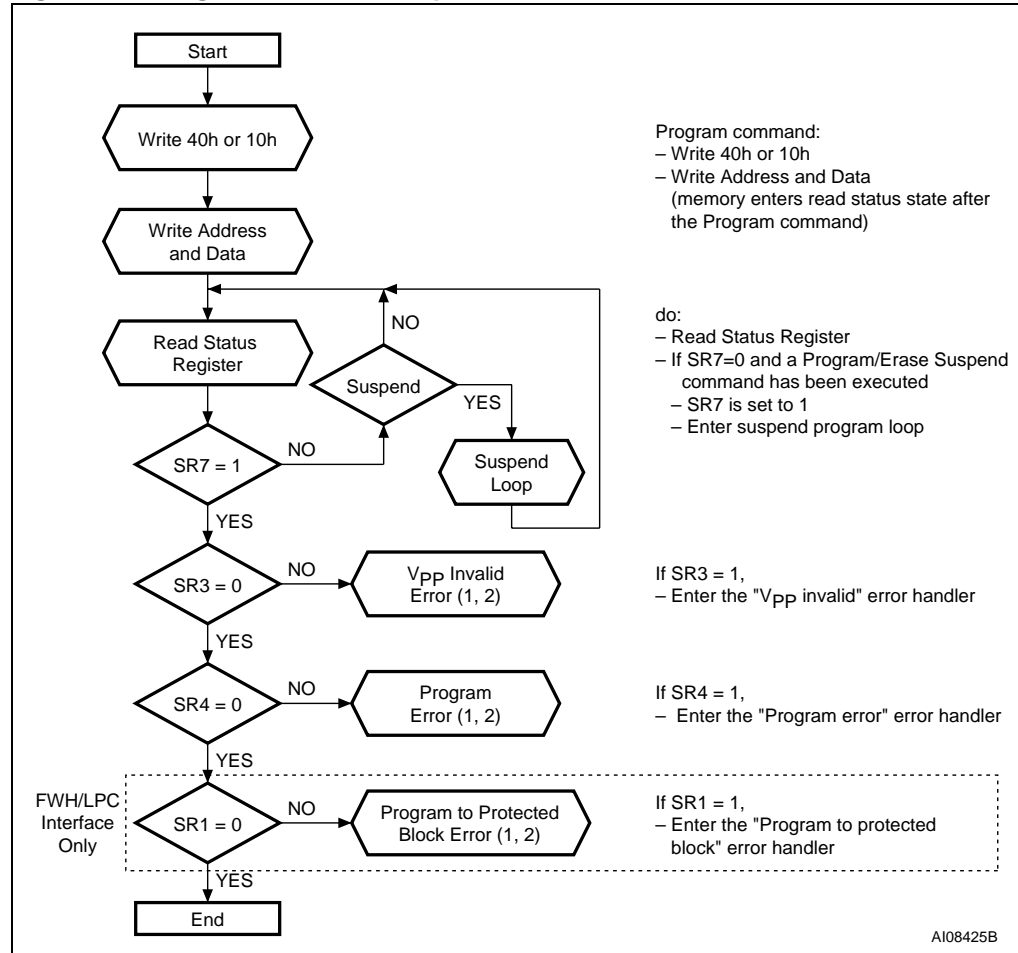 Start
Write 40h or 10h
Program command:
– Write 40h or 10h
– Write Address and Data
(memory enters read status state after
the Program command)
Write Address
and Data
NO
do:
– Read Status Register
– If SR7=0 and a Program/Erase Suspend
command has been executed
– SR7 is set to 1
– Enter suspend program loop
Read Status
Register
Suspend
YES
SR7 = 1
NO
Suspend
Loop
YES
SR3 = 0
NO
VPP Invalid
Error (1, 2)
If SR3 = 1,
– Enter the "VPP invalid" error handler
YES
SR4 = 0
NO
Program
Error (1, 2)
If SR4 = 1,
– Enter the "Program error" error handler
YES
FWH/LPC
Interface
Only
SR1 = 0
NO
Program to Protected
Block Error (1, 2)
If SR1 = 1,
– Enter the "Program to protected
block" error handler
YES
End
AI08425B